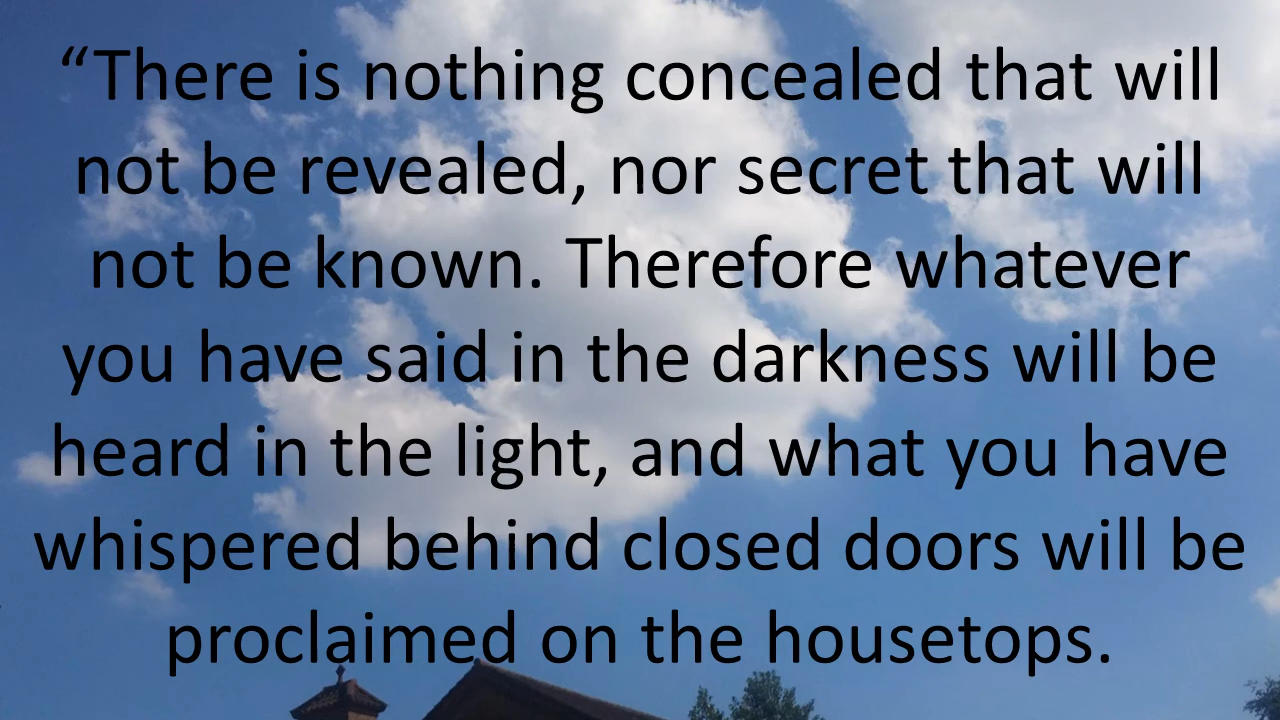 “There is nothing concealed that will
not be revealed, nor secret that will
not be known. Therefore whatever
you have said in the darkness will be
heard in the light, and what you have
whispered behind closed doors will be
proclaimed on the housetops.